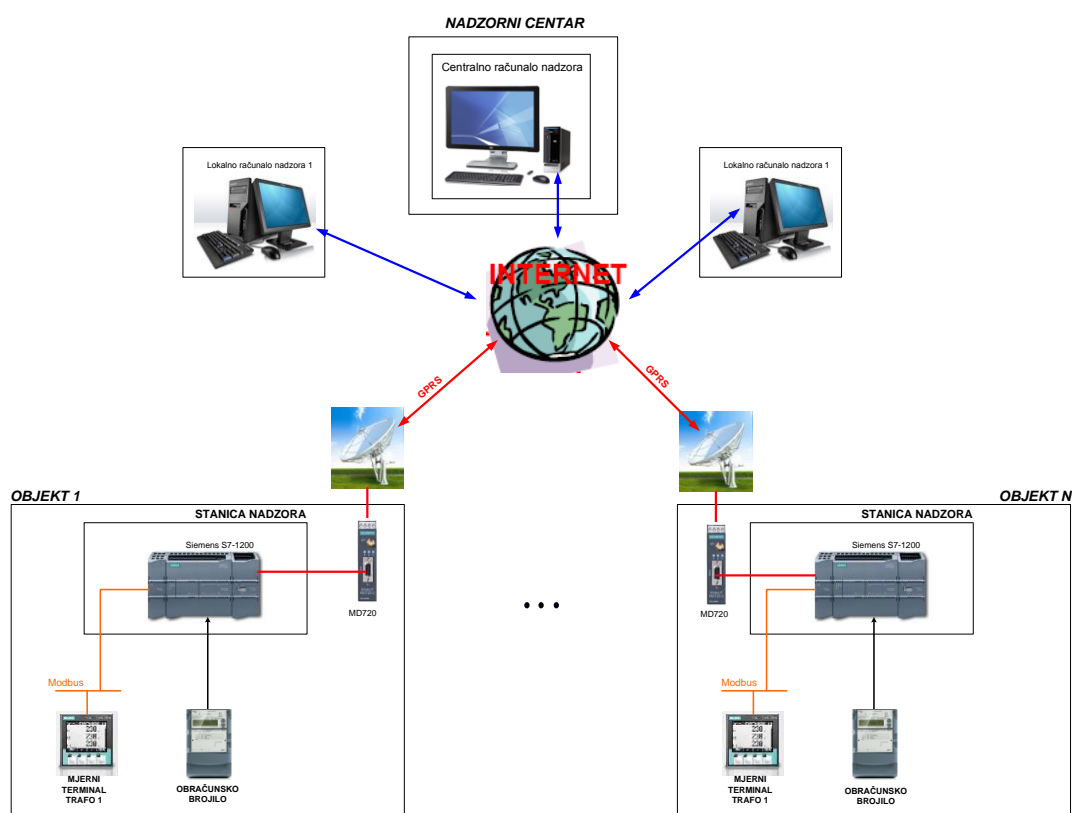 NADZORNI CENTAR
Centralno računalo nadzora
Lokalno računalo nadzora 1
Lokalno računalo nadzora 1
INTERNET
GPRS
GPRS
OBJEKT 1
STANICA NADZORA
Siemens S7-1200
MD720
Modbus
MJERNI
TERMINAL
TRAFO 1
OBRAČUNSKO
BROJILO
...
OBJEKT N
STANICA NADZORA
Siemens S7-1200
MD720
Modbus
MJERNI
TERMINAL
TRAFO 1
OBRAČUNSKO
BROJILO